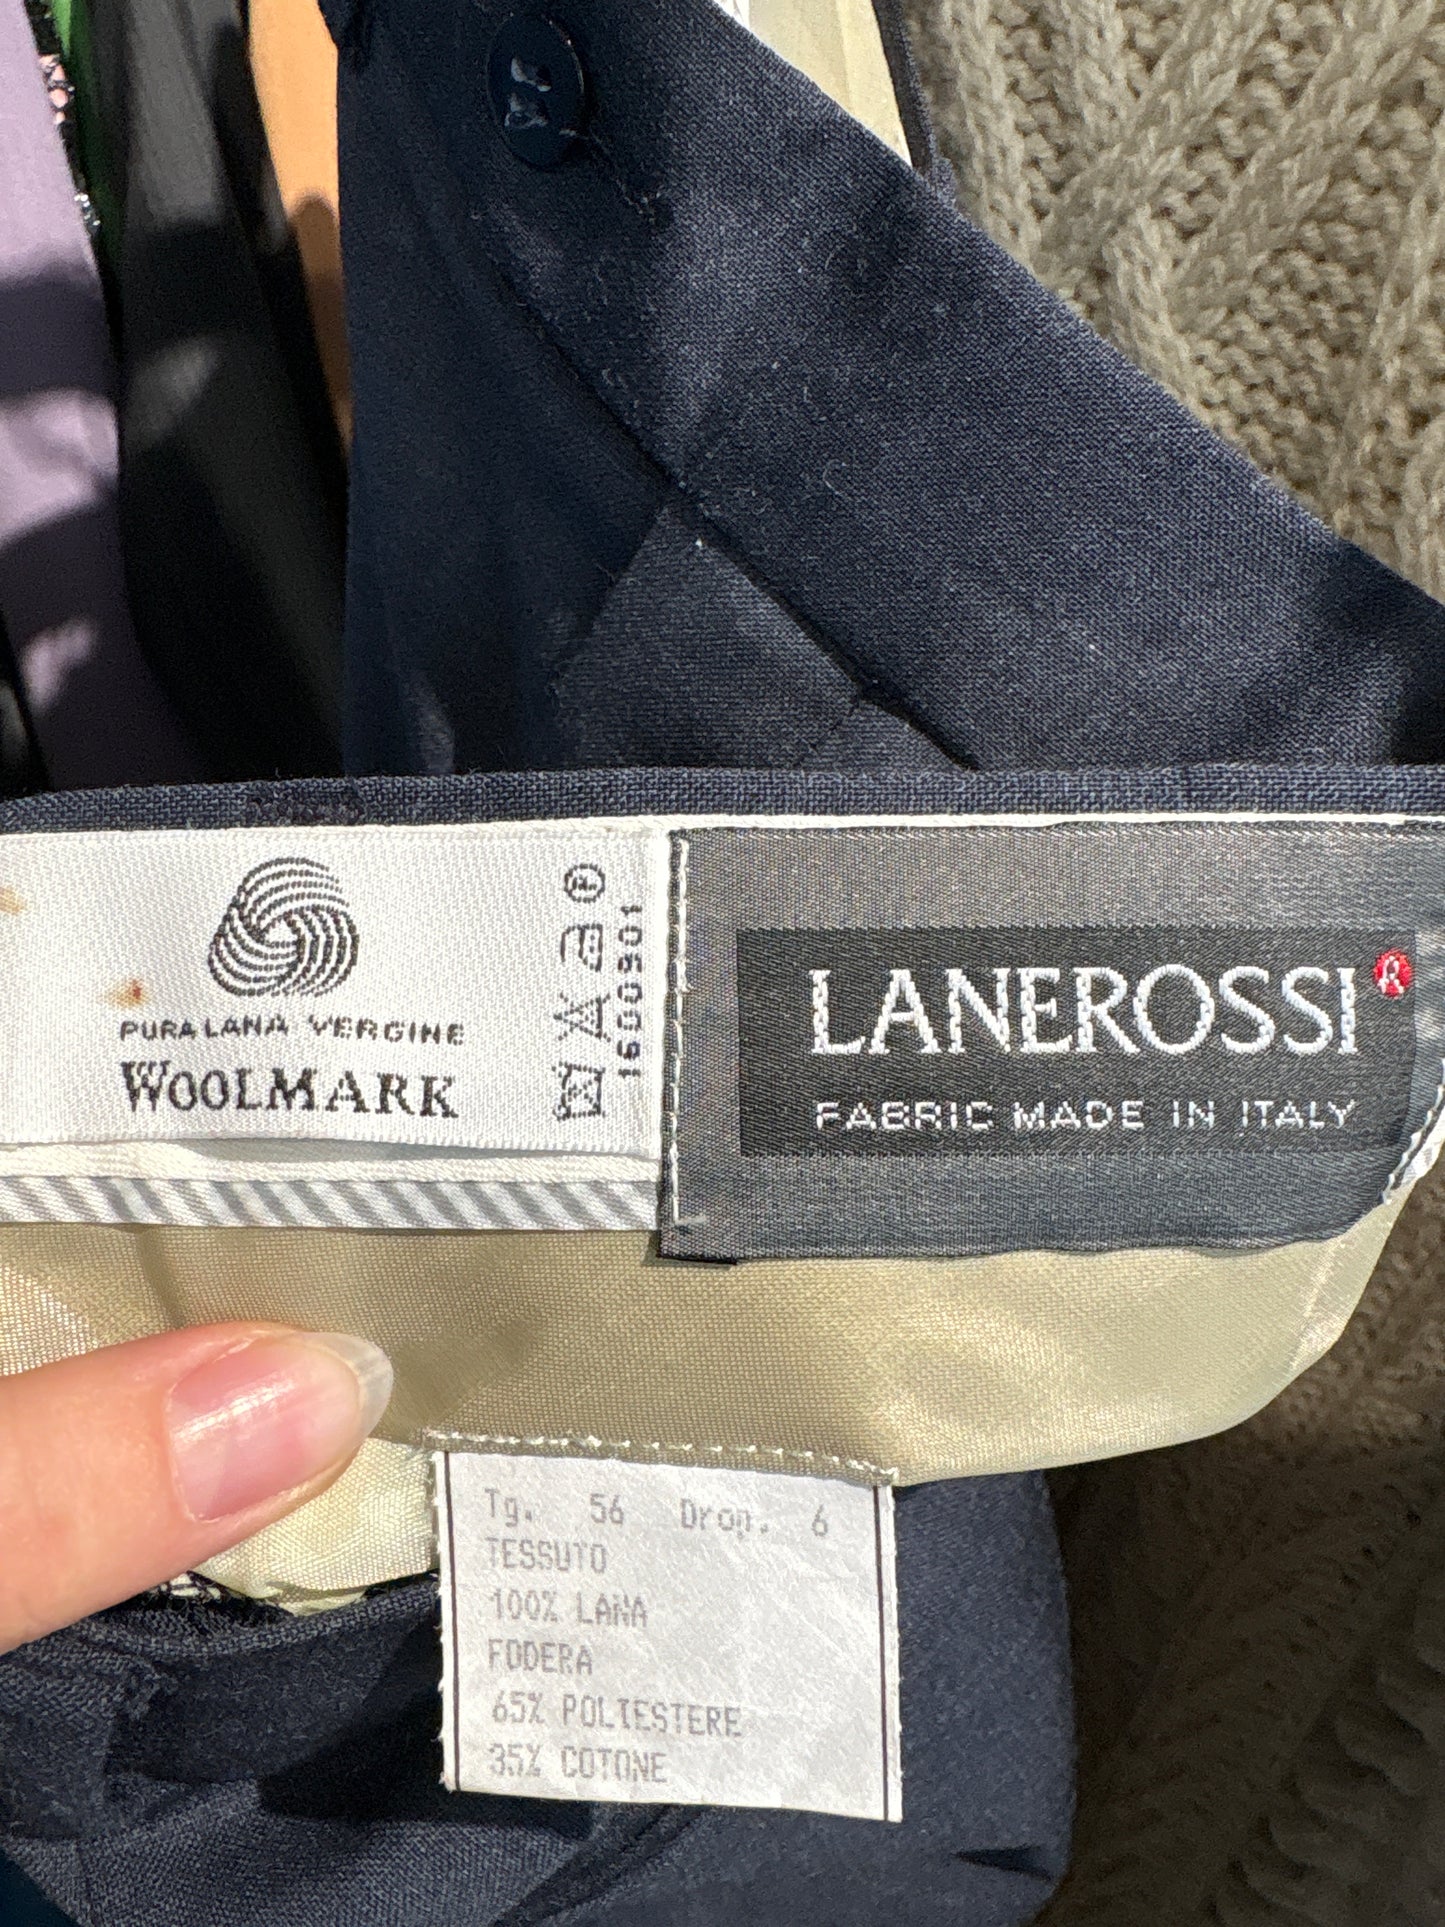 PURA LANA VERGINE
WOOLMARK
®
1600901
LANEROSSI
R
FABRIC MADE IN ITALY
Tg. 56 Drop. 6
TESSUTO
100% LANA
FODERA
65% POLIESTERE
35% COTONE